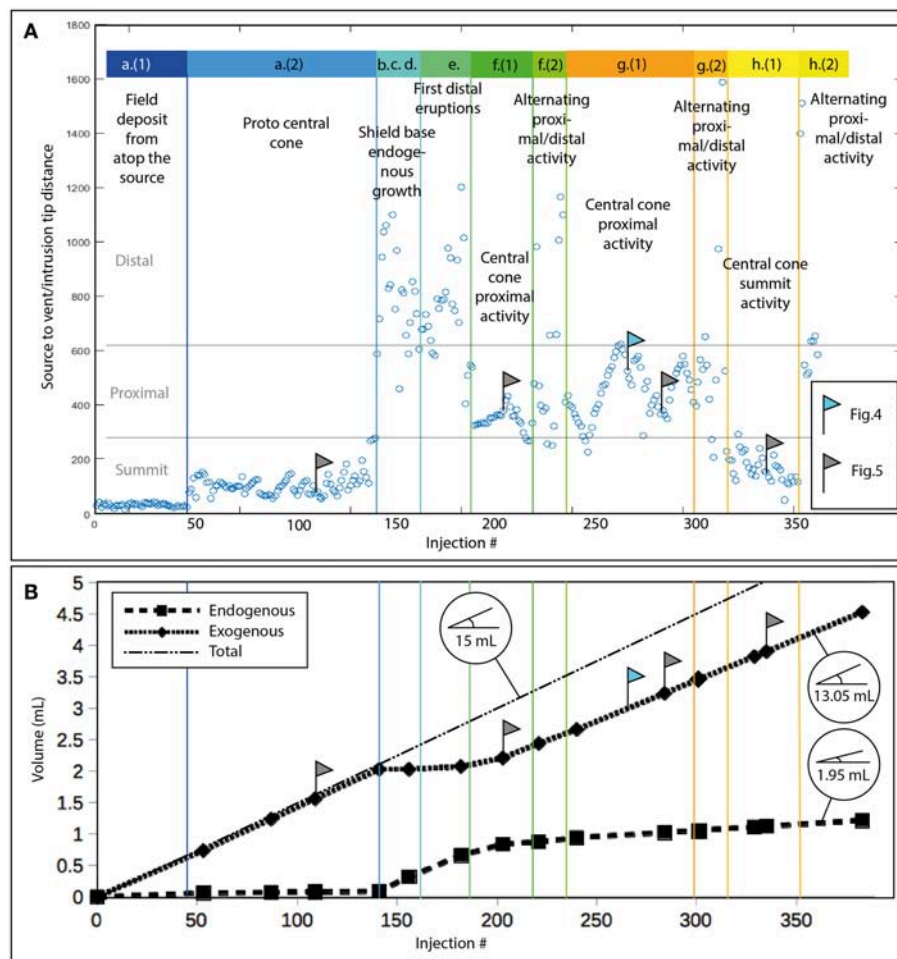 A
1800
1600
1400
1200
1000
800
600
400
200
0
Source to vent/intrusion tip distance
a.(1)
a.(2)
b. c. d.
e.
f.(1)
f.(2)
g.(1)
g.(2)
h.(1)
h.(2)
Field
deposit
from
atop the
source
Proto central
cone
Shield base
endoge-
nous
growth
First distal
eruptions
Central
cone
proximal
activity
Alternating
proxi-
mal/distal
activity
Central cone
proximal
activity
Alternating
proxi-
mal/distal
activity
Central cone
summit
activity
Alternating
proxi-
mal/distal
activity
Distal
Proximal
Summit
Fig.4
Fig.5
0 50 100 150 200 250 300 350
Injection #
B
5
4.5
4
3.5
3
2.5
2
1.5
1
0.5
0
Volume (mL)
Endogenous
Exogenous
Total
15 mL
13.05 mL
1.95 mL
0 50 100 150 200 250 300 350
Injection #